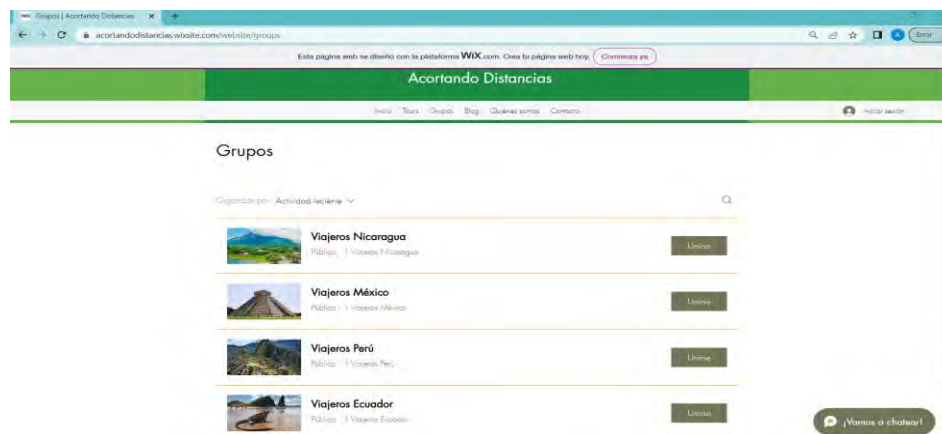 Grupos | Acortando Distancias
acortandodistancias.wixsite.com/website/groups
Error
Esta página web se diseñó con la plataforma WiX.com. Crea tu página web hoy. Comienza ya
Acortando Distancias
Inicio Tours Grupos Blog Quiénes somos Contacto
Iniciar sesión
Grupos
Organizar por: Actividad reciente
Viajeros Nicaragua
Público · 1 Viajeros Nicaragua
Unirse
Viajeros México
Público · 1 Viajeros México
Unirse
Viajeros Perú
Público · 1 Viajeros Perú
Unirse
Viajeros Ecuador
Público · 1 Viajeros Ecuador
Unirse
¡Vamos a chatear!